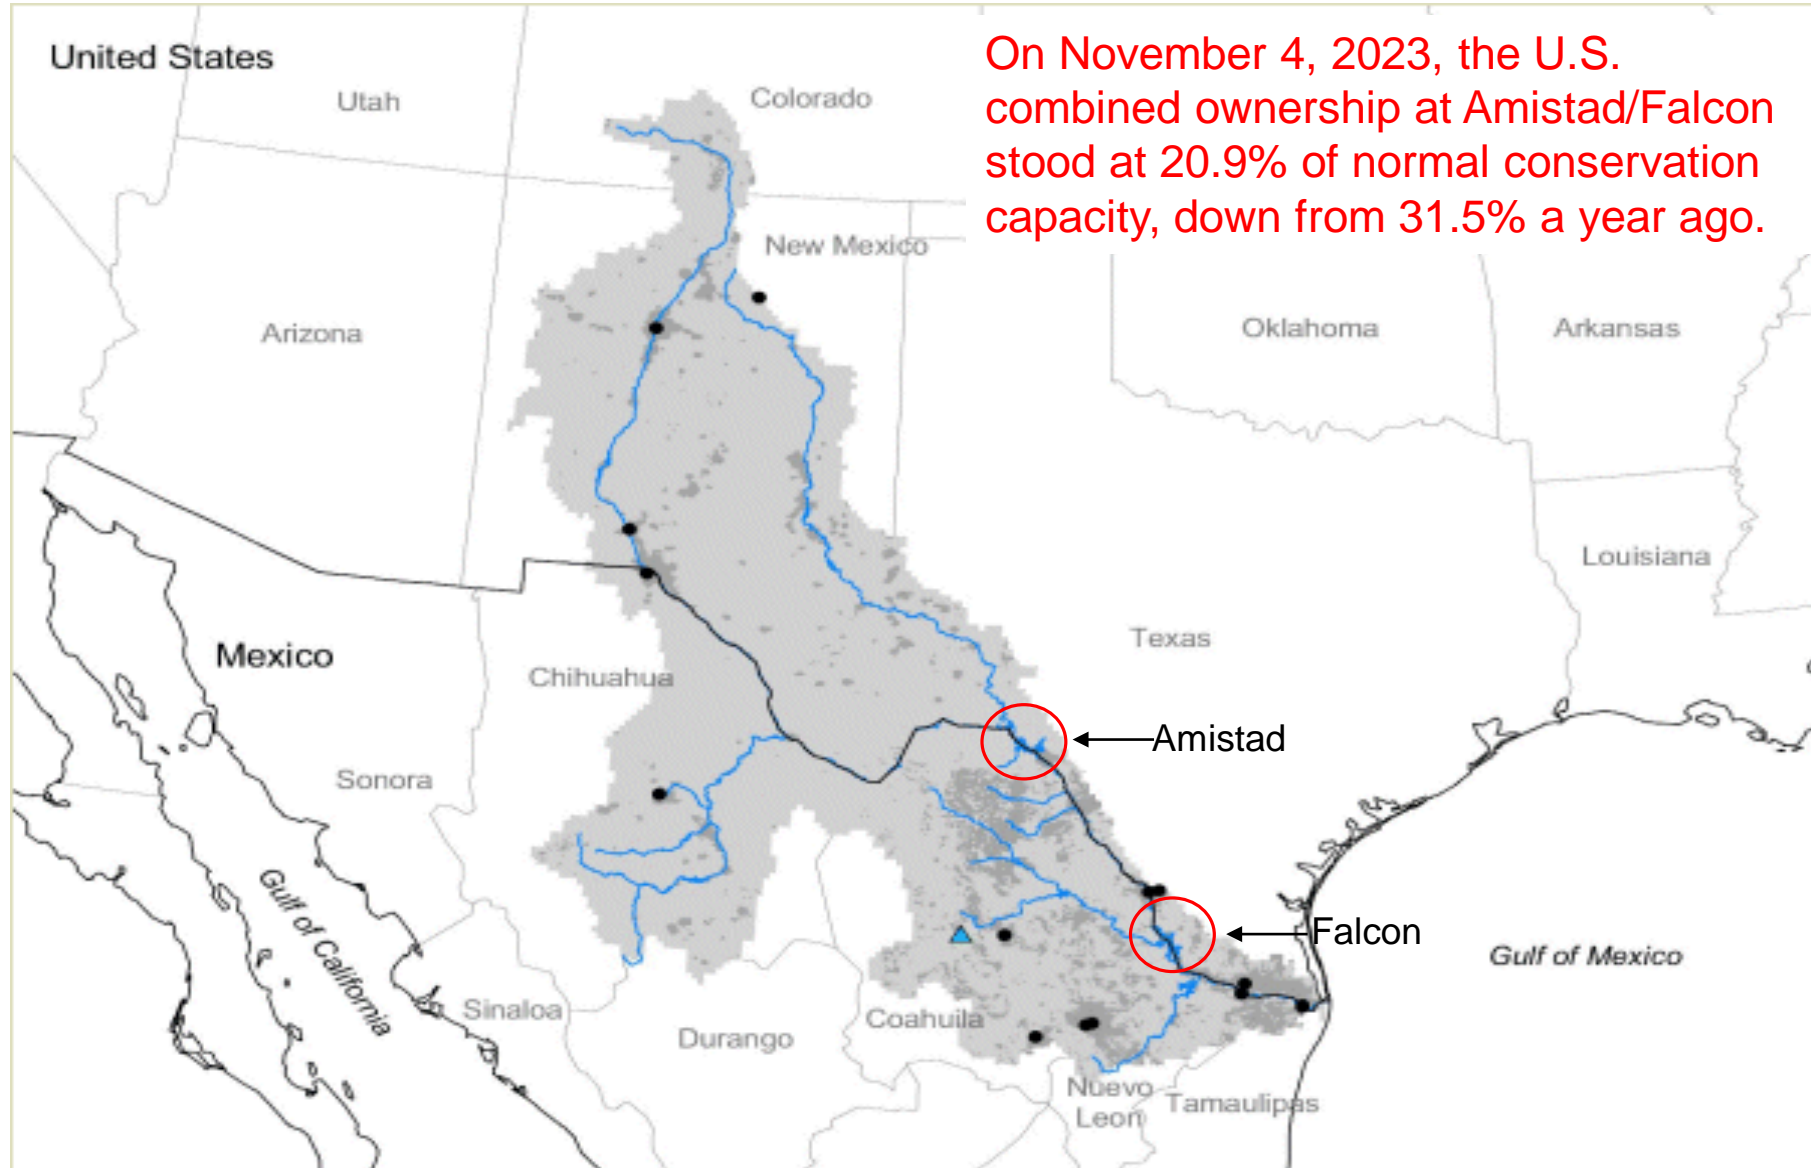 United States
On November 4, 2023, the U.S.
combined ownership at Amistad/Falcon
stood at 20.9% of normal conservation
capacity, down from 31.5% a year ago.
Utah
Colorado
New Mexico
Arizona
Oklahoma
Arkansas
Louisiana
Texas
Mexico
Chihuahua
Amistad
Sonora
Gulf of California
Falcon
Gulf of Mexico
Sinaloa
Durango
Coahuila
Nuevo
Leon
Tamaulipas